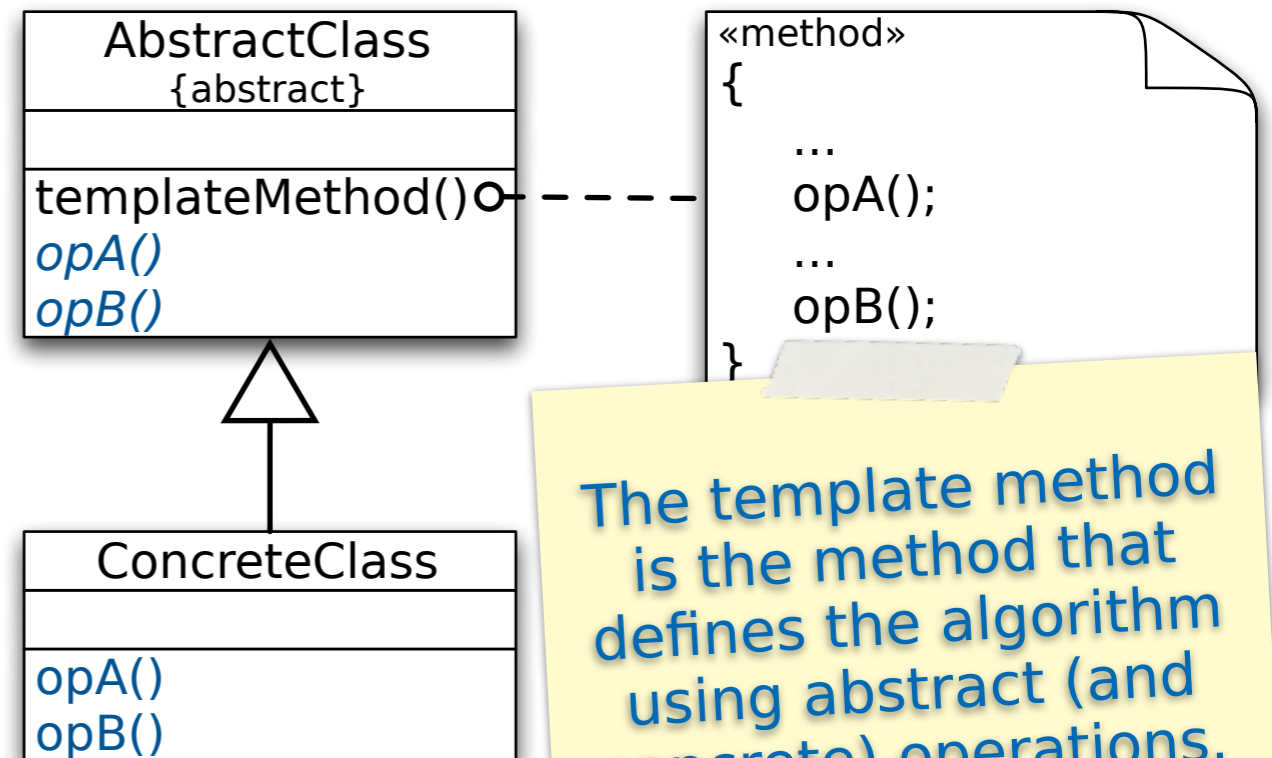 AbstractClass
{abstract}
templateMethod()
opA()
opB()
«method»
{
...
opA();
...
opB();
}
ConcreteClass
opA()
opB()
The template method
is the method that
defines the algorithm
using abstract (and
operations.